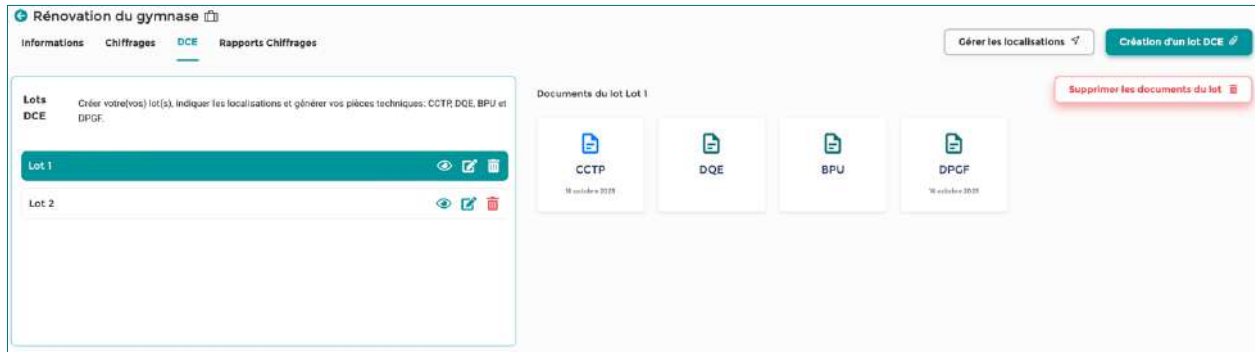 Rénovation du gymnase
Informations Chiffrages DCE Rapports Chiffrages
Gérer les localisations
Création d'un lot DCE
Lots DCE
Créer votre(vos) lot(s), indiquer les localisations et générer vos pièces techniques: CCTP, DQE, BPU et
DPGF.
Lot 1
Lot 2
Documents du lot Lot 1
Supprimer les documents du lot
CCTP
DQE
BPU
DPGF